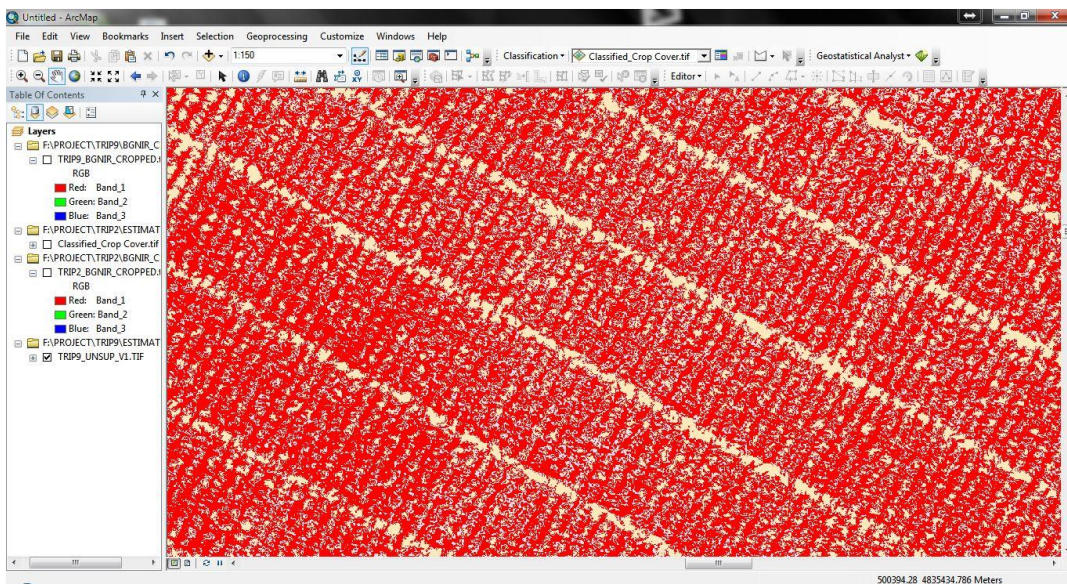 Untitled - ArcMap
File Edit View Bookmarks Insert Selection Geoprocessing Customize Windows Help
1:150 Classification Classified_Crop Cover.tif Geostatistical Analyst
Editor
Table Of Contents
Layers
F:\PROJECT\TRIP9\BGNIR_C
TRIP9_BGNIR_CROPPED.t
RGB
Red: Band_1
Green: Band_2
Blue: Band_3
F:\PROJECT\TRIP2\ESTIMAT
Classified_Crop Cover.tif
F:\PROJECT\TRIP2\BGNIR_C
TRIP2_BGNIR_CROPPED.t
RGB
Red: Band_1
Green: Band_2
Blue: Band_3
F:\PROJECT\TRIP9\ESTIMAT
TRIP9_UNSUP_V1.TIF
500394.28 4835434.786 Meters